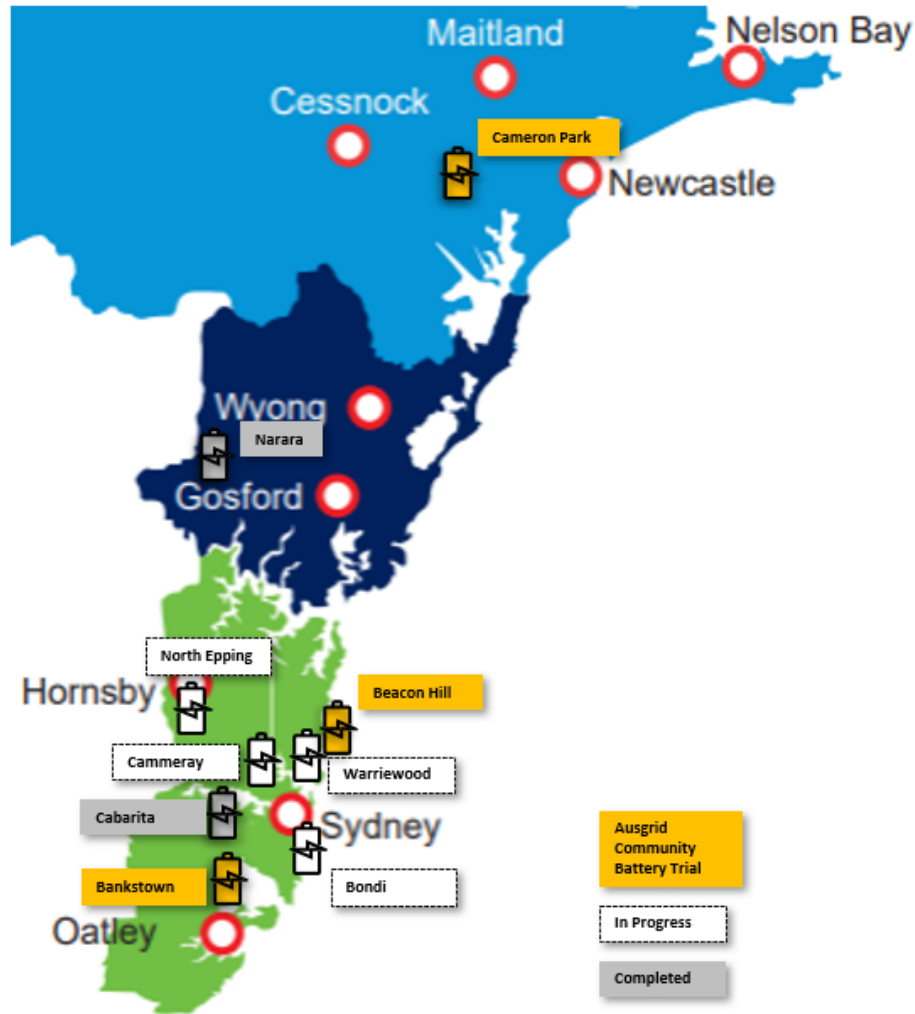 Maitland
Nelson Bay
Cessnock
Cameron Park
Newcastle
Wyong
Narara
Gosford
North Epping
Hornsby
Beacon Hill
Cammeray
Warriewood
Cabarita
Sydney
Bankstown
Bondi
Oatley
Ausgrid
Community
Battery Trial
In Progress
Completed